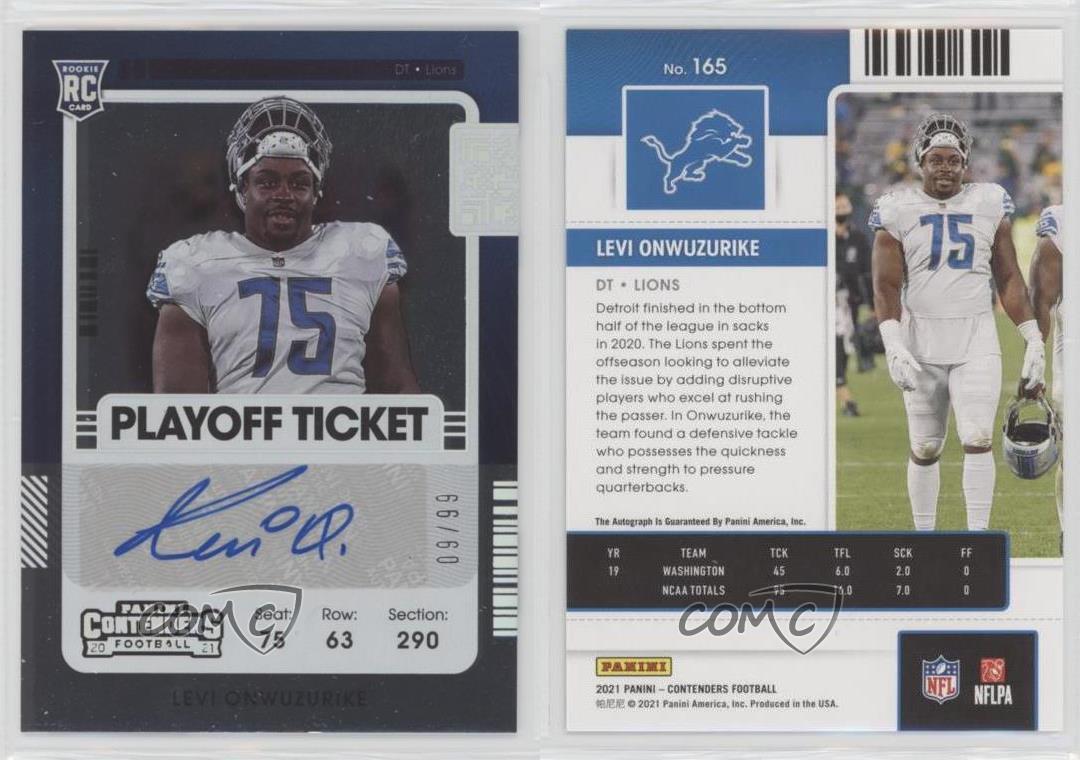 ROOKIE
RC
CARD
DT • Lions
75
PLAYOFF TICKET
PANINI
CONTENDERS
20 FOOTBALL 21
Seat: Row: Section:
75 63 290
LEVI ONWUZURIKE
COMC
No. 165
LEVI ONWUZURIKE
DT • LIONS
Detroit finished in the bottom
half of the league in sacks
in 2020. The Lions spent the
offseason looking to alleviate
the issue by adding disruptive
players who excel at rushing
the passer. In Onwuzurike, the
team found a defensive tackle
who possesses the quickness
and strength to pressure
quarterbacks.
The Autograph Is Guaranteed By Panini America, Inc.
YR TEAM TCK TFL SCK FF
19 WASHINGTON 45 6.0 2.0 0
NCAA TOTALS 95 16.0 7.0 0
COMC
PANINI
2021 PANINI – CONTENDERS FOOTBALL
帕尼尼 © 2021 Panini America, Inc. Produced in the USA.
NFL
NFLPA
75